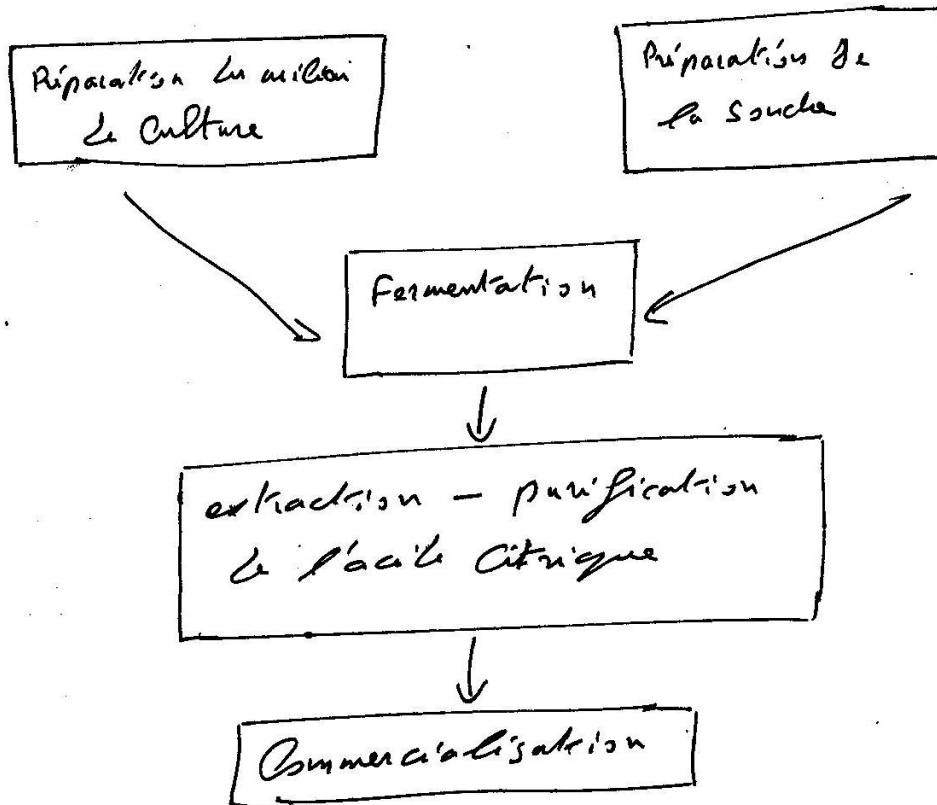 Préparation du milieu
de Culture
Préparation de
la Souche
Fermentation
extraction – purification
de l'acide Citrique
Commercialisation